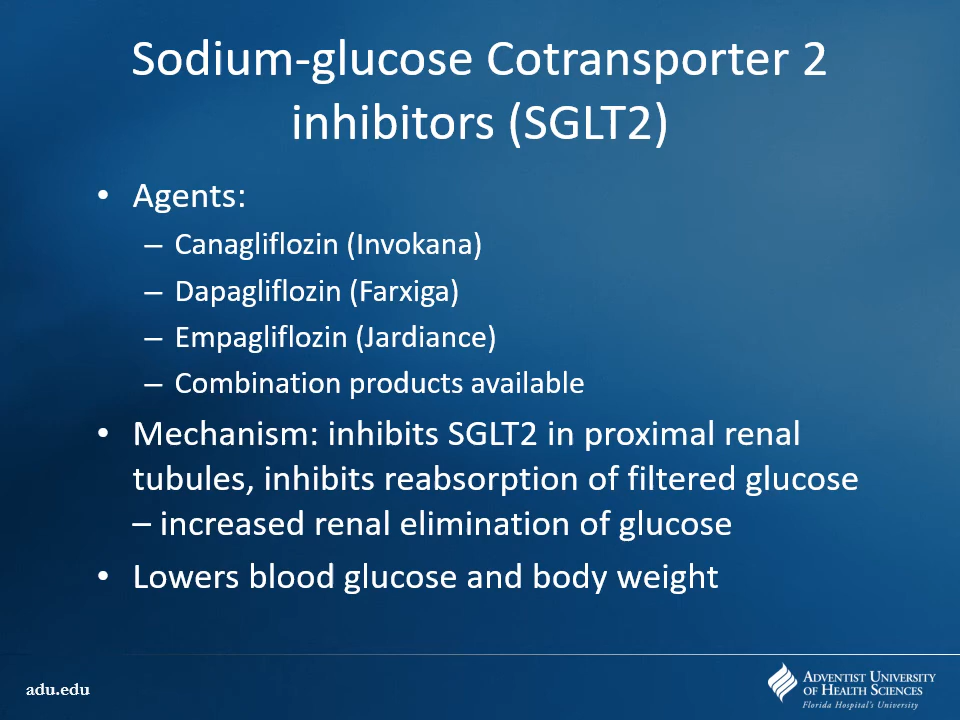 Sodium-glucose Cotransporter 2
inhibitors (SGLT2)
• Agents:
– Canagliflozin (Invokana)
– Dapagliflozin (Farxiga)
– Empagliflozin (Jardiance)
– Combination products available
• Mechanism: inhibits SGLT2 in proximal renal
tubules, inhibits reabsorption of filtered glucose
– increased renal elimination of glucose
• Lowers blood glucose and body weight
adu.edu
Adventist University
of Health Sciences
Florida Hospital's University